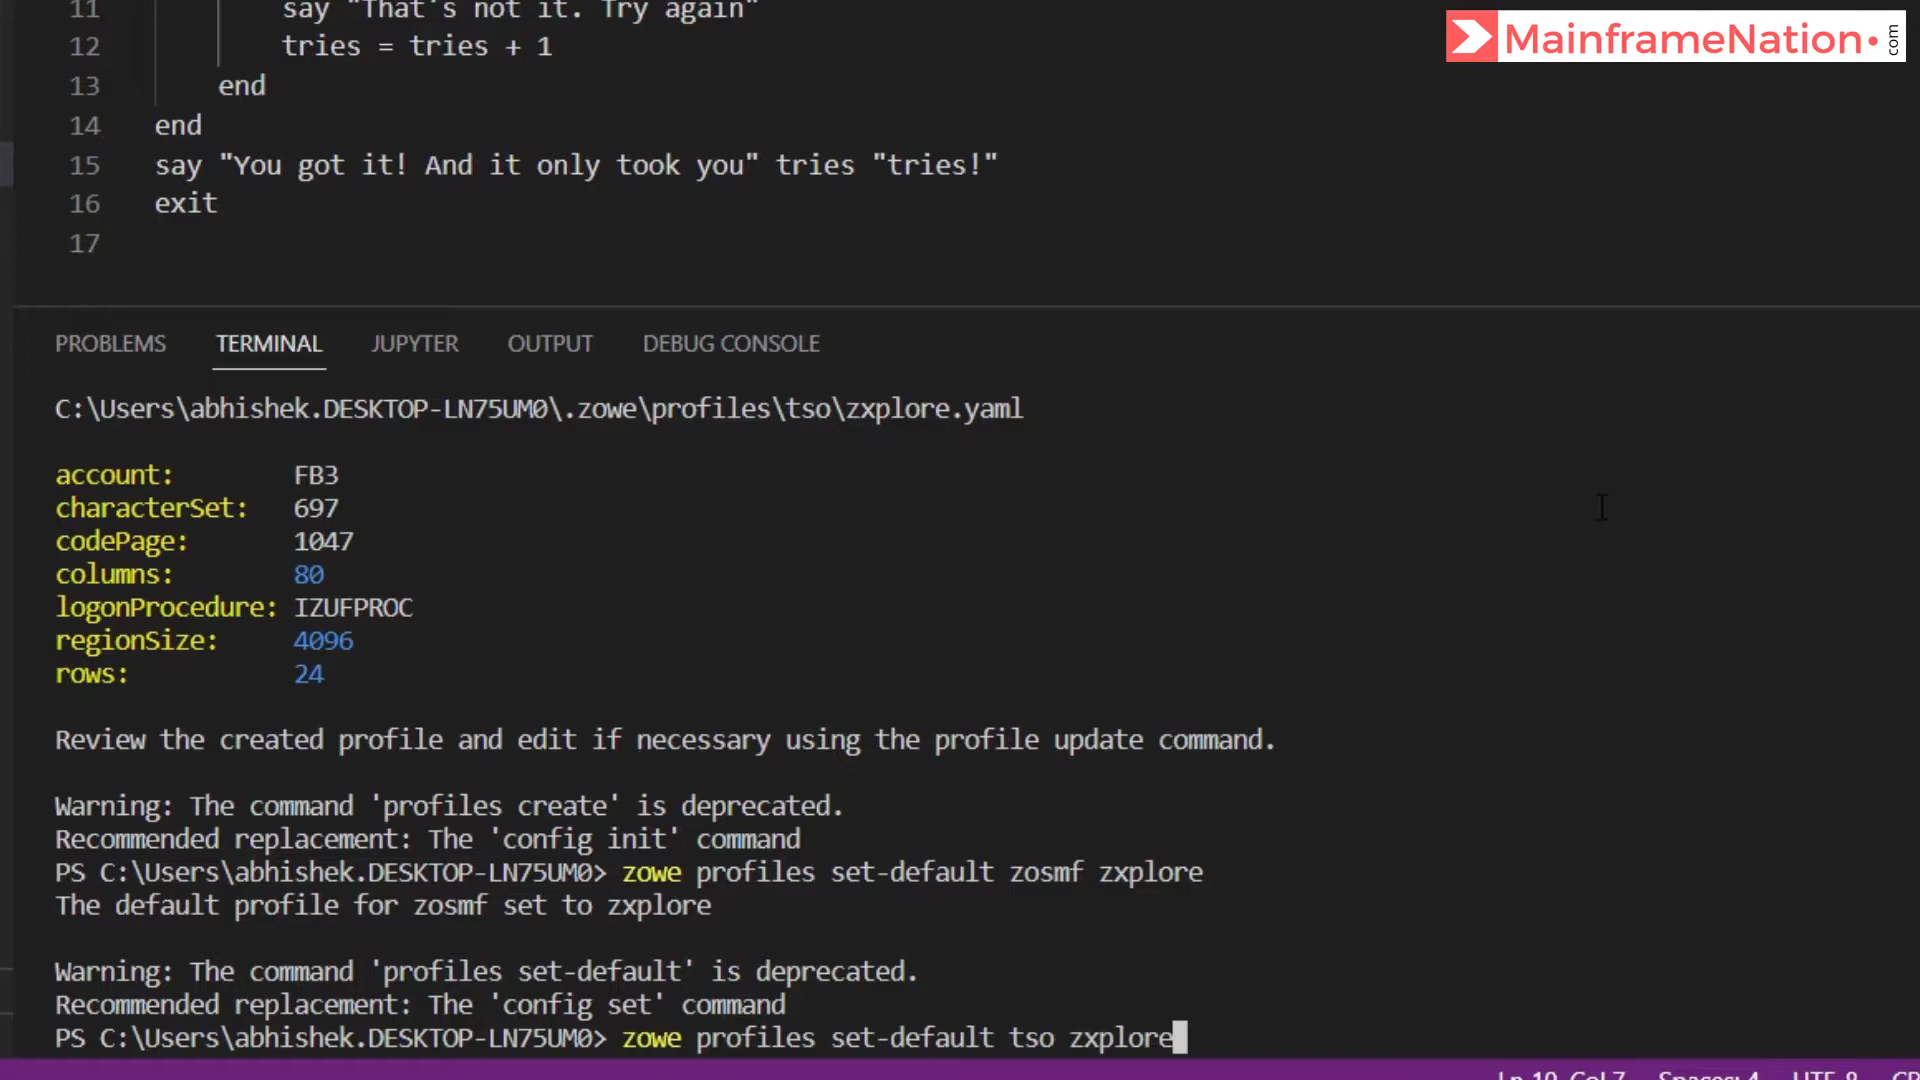 MainframeNation.com
11 say "That's not it. Try again"
12 tries = tries + 1
13 end
14 end
15 say "You got it! And it only took you" tries "tries!"
16 exit
17
PROBLEMS TERMINAL JUPYTER OUTPUT DEBUG CONSOLE
C:\Users\abhishek.DESKTOP-LN75UM0\.zowe\profiles\tso\zxplore.yaml
account: FB3
characterSet: 697
codePage: 1047
columns: 80
logonProcedure: IZUFPROC
regionSize: 4096
rows: 24
Review the created profile and edit if necessary using the profile update command.
Warning: The command 'profiles create' is deprecated.
Recommended replacement: The 'config init' command
PS C:\Users\abhishek.DESKTOP-LN75UM0> zowe profiles set-default zosmf zxplore
The default profile for zosmf set to zxplore
Warning: The command 'profiles set-default' is deprecated.
Recommended replacement: The 'config set' command
PS C:\Users\abhishek.DESKTOP-LN75UM0> zowe profiles set-default tso zxplore